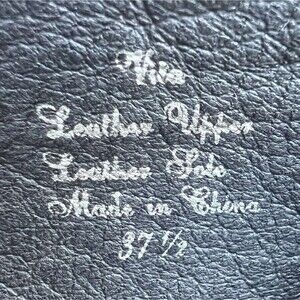 Viva
Leather Upper
Leather Sole
Made in China
37 1/2